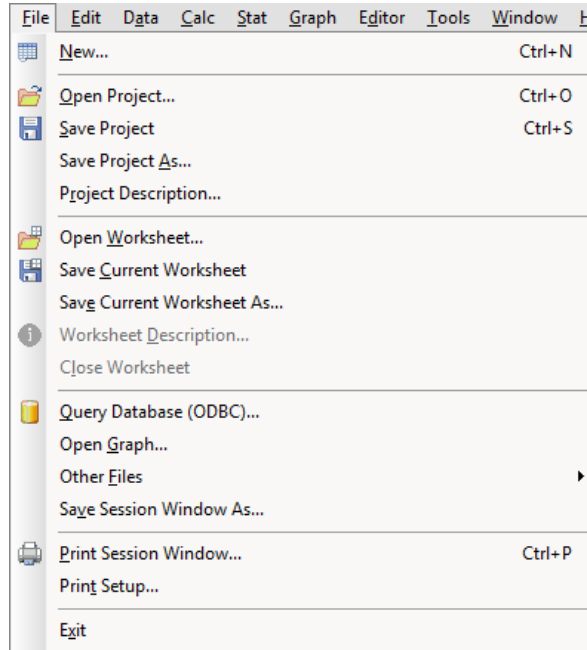 File Edit Data Calc Stat Graph Editor Tools Window H
New... Ctrl+N
Open Project... Ctrl+O
Save Project Ctrl+S
Save Project As...
Project Description...
Open Worksheet...
Save Current Worksheet
Save Current Worksheet As...
Worksheet Description...
Close Worksheet
Query Database (ODBC)...
Open Graph...
Other Files
Save Session Window As...
Print Session Window... Ctrl+P
Print Setup...
Exit